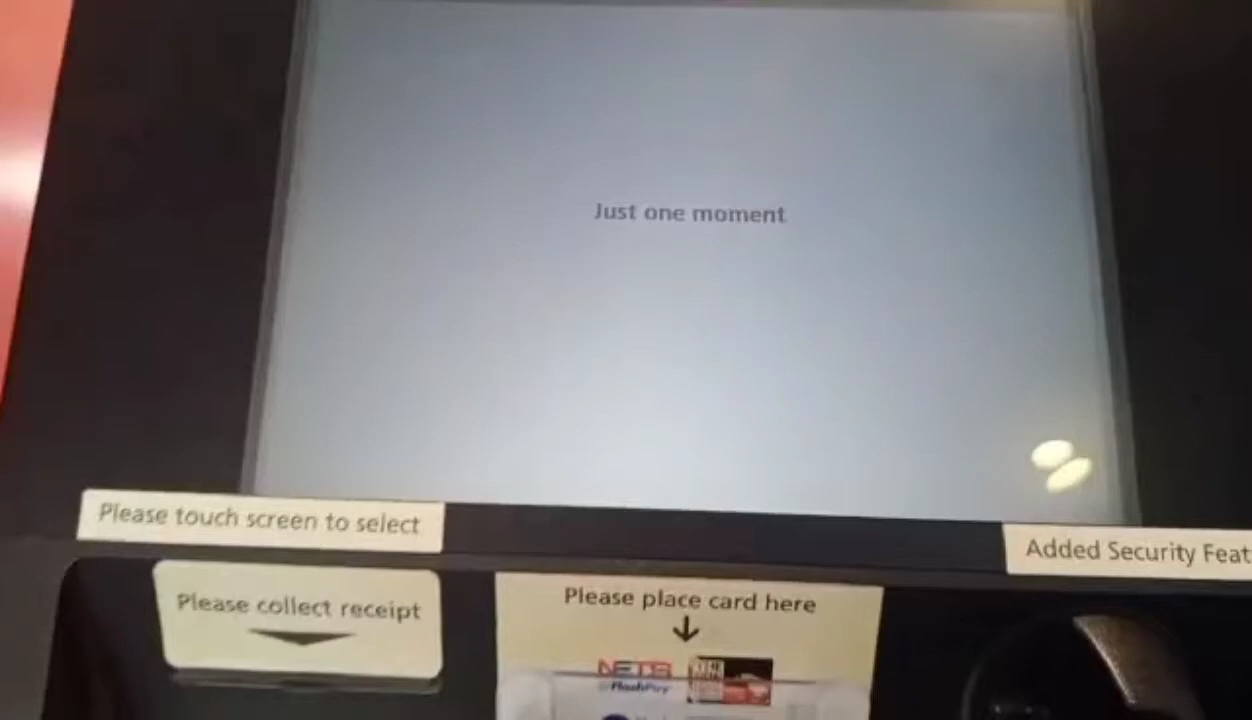 Just one moment
Please touch screen to select
Added Security Feat
Please collect receipt
Please place card here
NETS
FlashPay